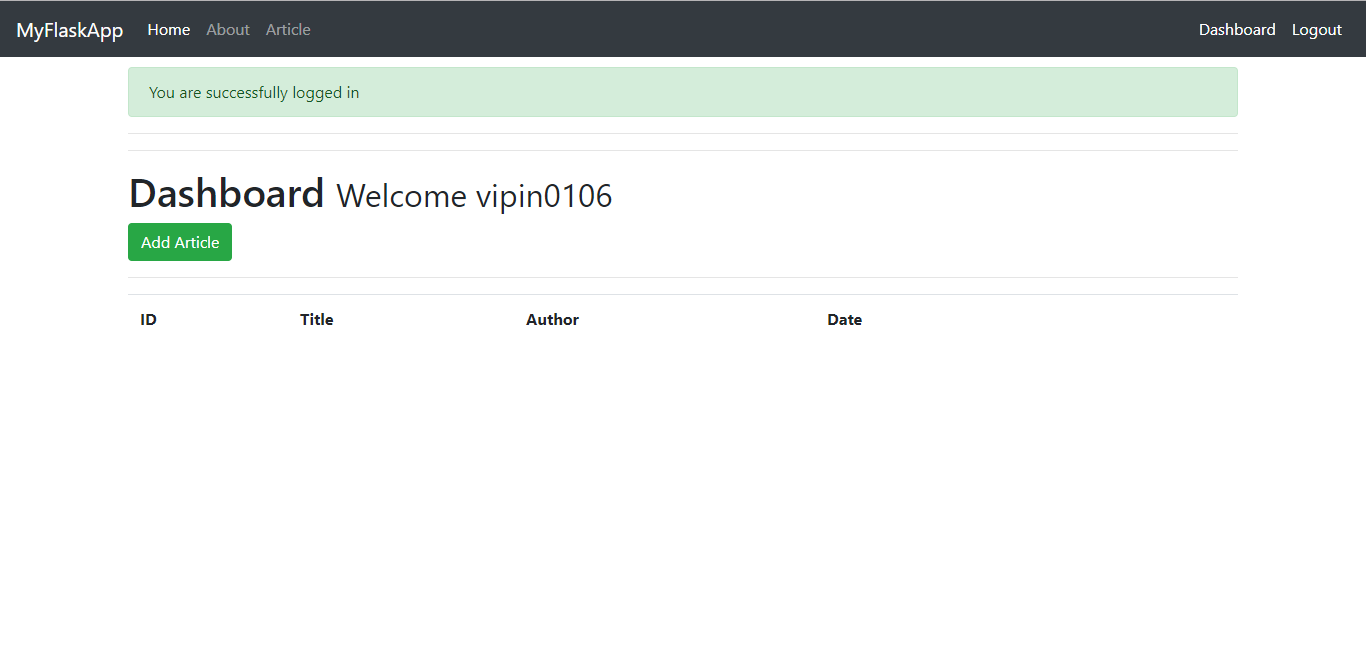 MyFlaskApp Home About Article Dashboard Logout
You are successfully logged in
Dashboard Welcome vipin0106
Add Article
ID Title Author Date